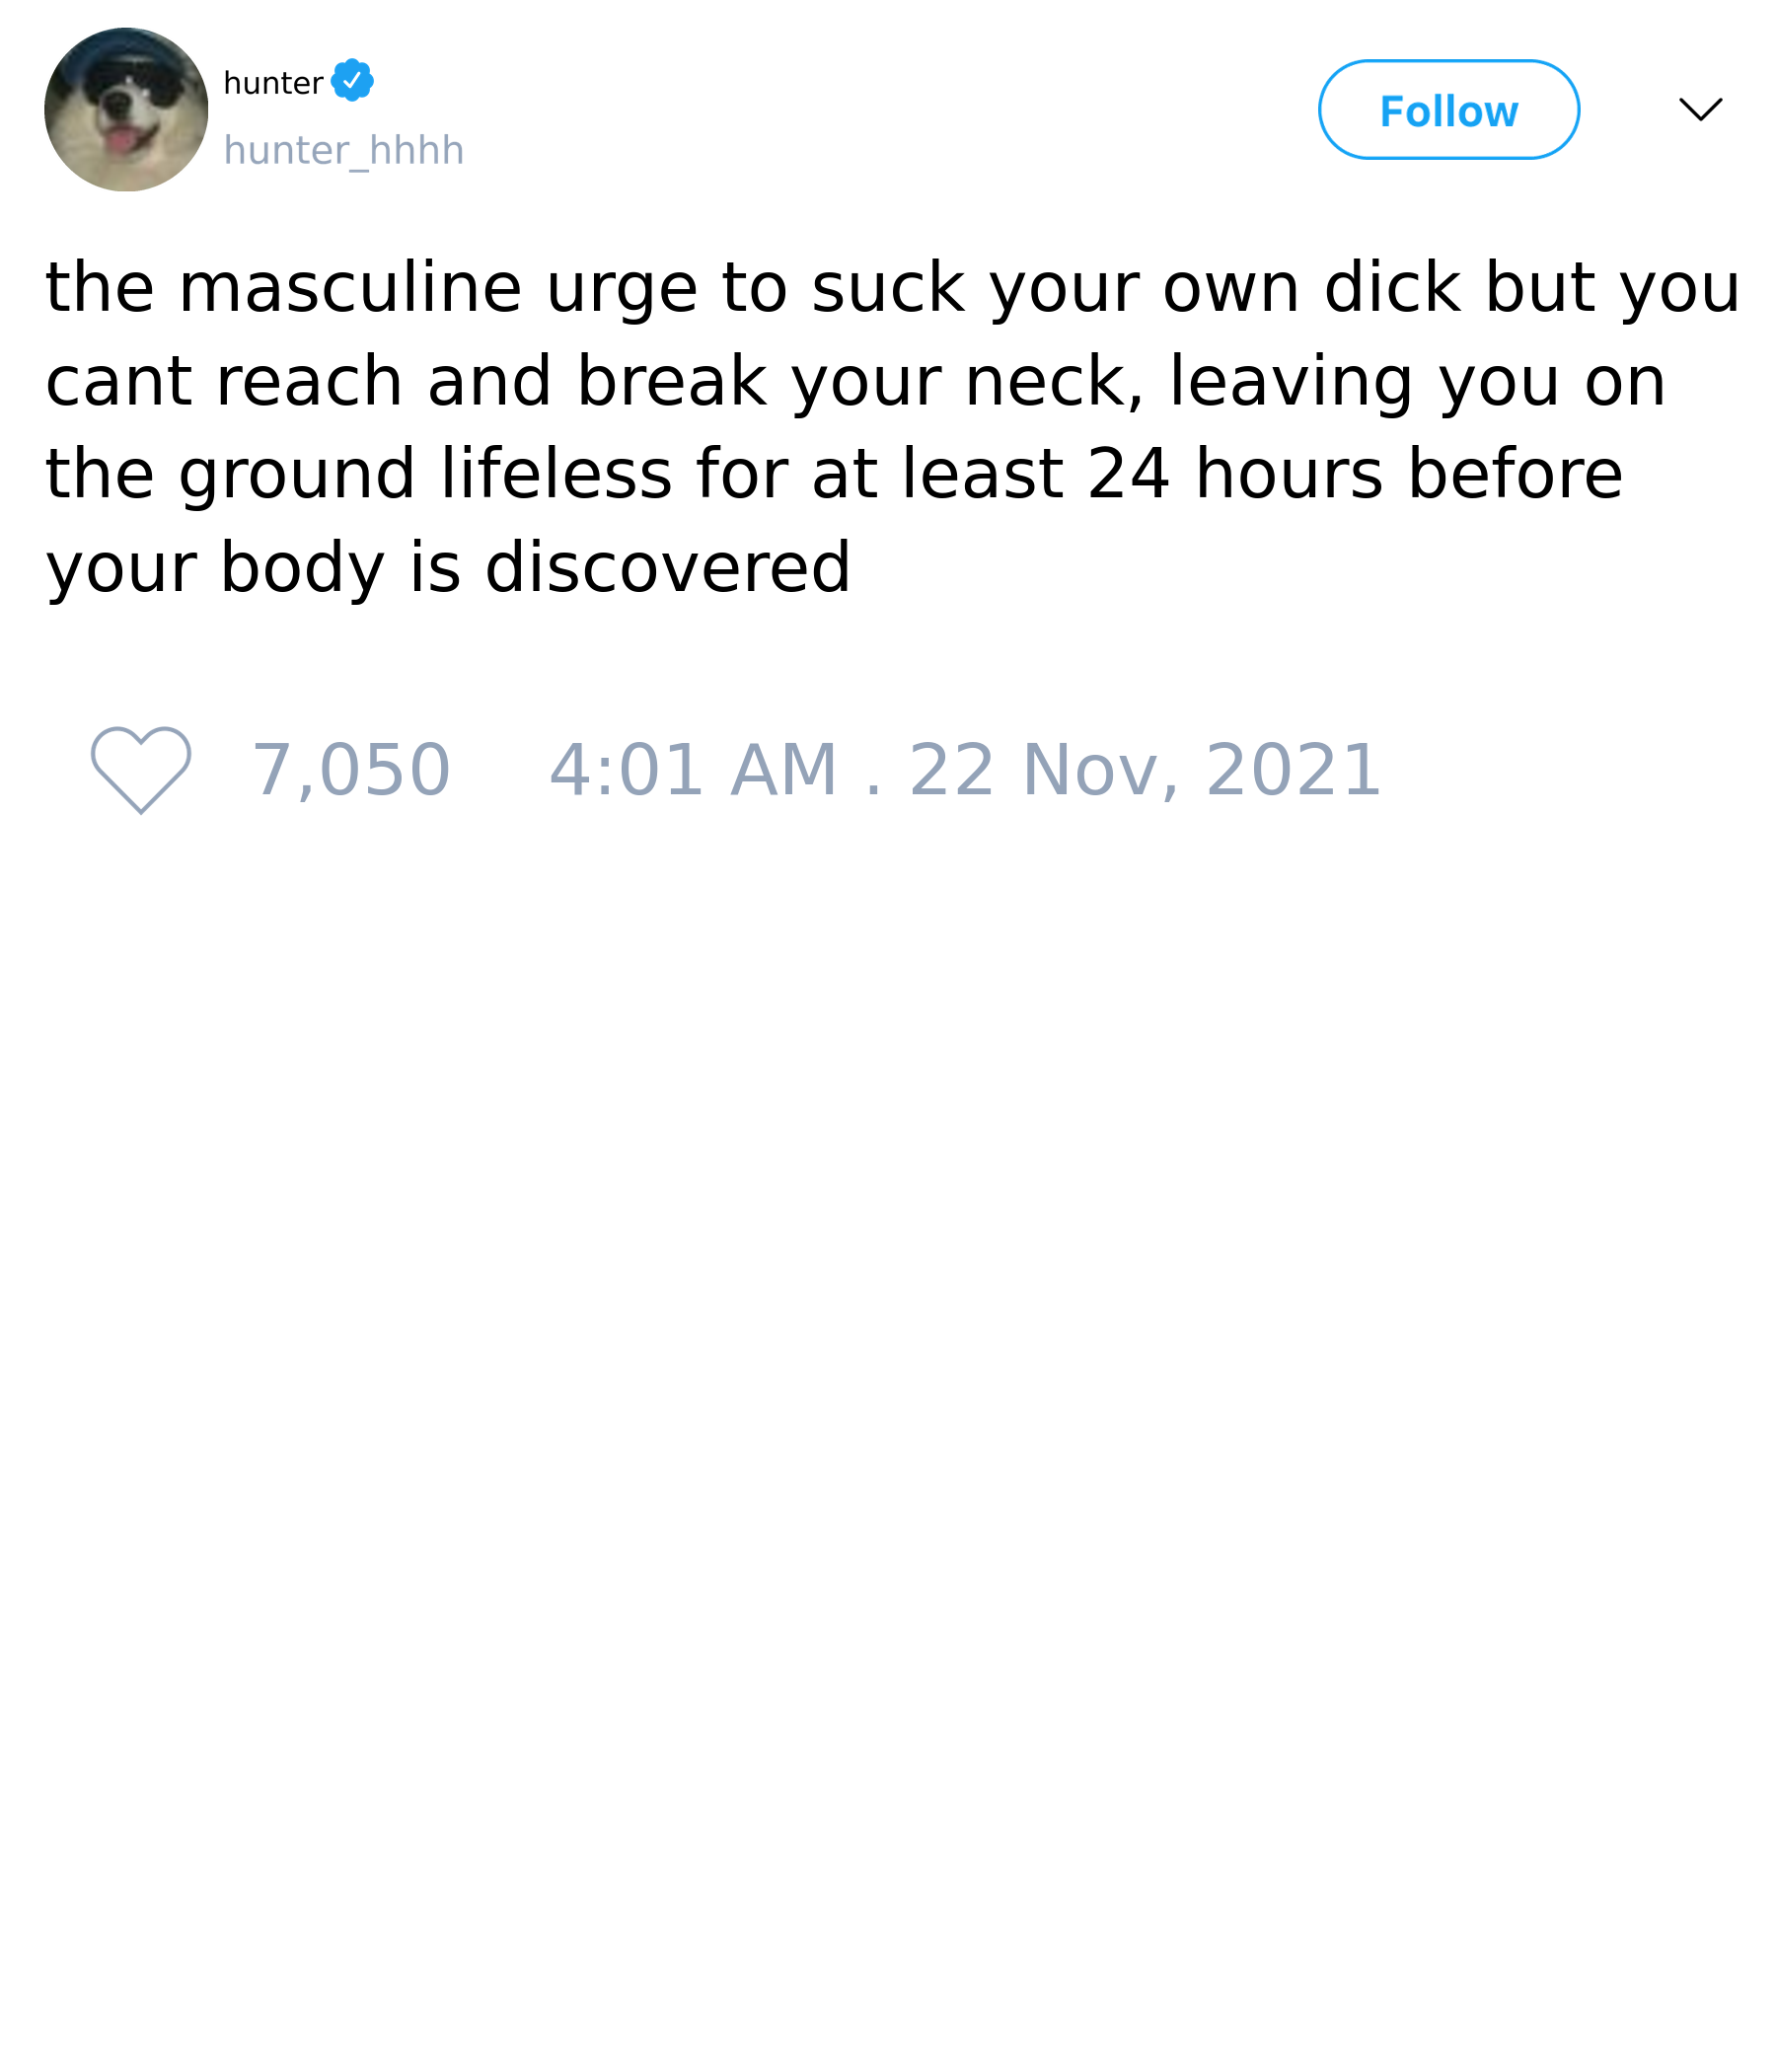 hunter
hunter_hhhh
Follow
the masculine urge to suck your own dick but you
cant reach and break your neck, leaving you on
the ground lifeless for at least 24 hours before
your body is discovered
7,050 4:01 AM . 22 Nov, 2021